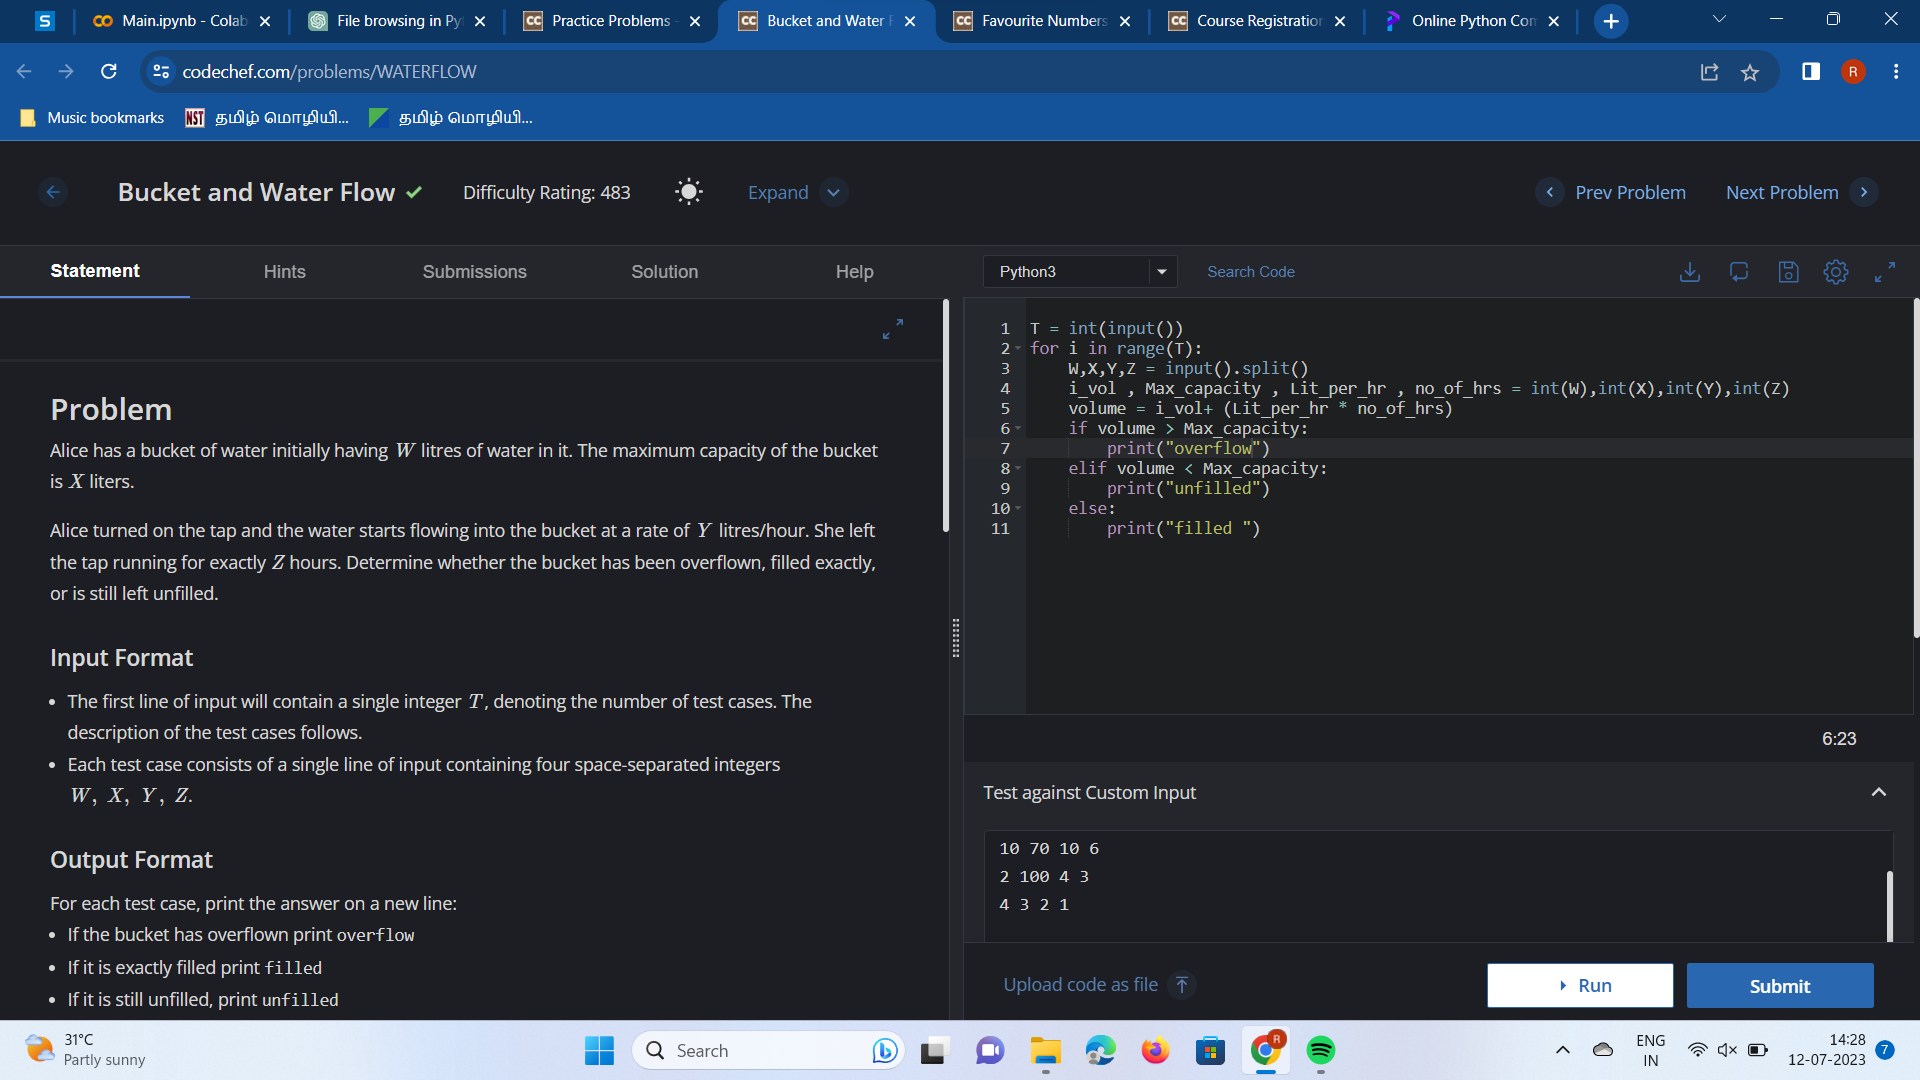 Main.ipynb - Colab
File browsing in Pyt
Practice Problems -
Bucket and Water F
Favourite Numbers
Course Registration
Online Python Com
codechef.com/problems/WATERFLOW
R
Music bookmarks
NST தமிழ் மொழியி...
தமிழ் மொழியி...
Bucket and Water Flow
Difficulty Rating: 483
Expand
Prev Problem
Next Problem
Statement
Hints
Submissions
Solution
Help
Python3
Search Code
Problem
Alice has a bucket of water initially having W litres of water in it. The maximum capacity of the bucket
is X liters.
Alice turned on the tap and the water starts flowing into the bucket at a rate of Y litres/hour. She left
the tap running for exactly Z hours. Determine whether the bucket has been overflown, filled exactly,
or is still left unfilled.
Input Format
• The first line of input will contain a single integer T, denoting the number of test cases. The
description of the test cases follows.
• Each test case consists of a single line of input containing four space-separated integers
W, X, Y, Z.
Output Format
For each test case, print the answer on a new line:
• If the bucket has overflown print overflow
• If it is exactly filled print filled
• If it is still unfilled, print unfilled
1 T = int(input())
2 for i in range(T):
3 W,X,Y,Z = input().split()
4 i_vol , Max_capacity , Lit_per_hr , no_of_hrs = int(W),int(X),int(Y),int(Z)
5 volume = i_vol+ (Lit_per_hr * no_of_hrs)
6 if volume > Max_capacity:
7 print("overflow")
8 elif volume < Max_capacity:
9 print("unfilled")
10 else:
11 print("filled ")
6:23
Test against Custom Input
10 70 10 6
2 100 4 3
4 3 2 1
Upload code as file
Run
Submit
31°C
Partly sunny
Search
R
ENG
IN
14:28
12-07-2023
7